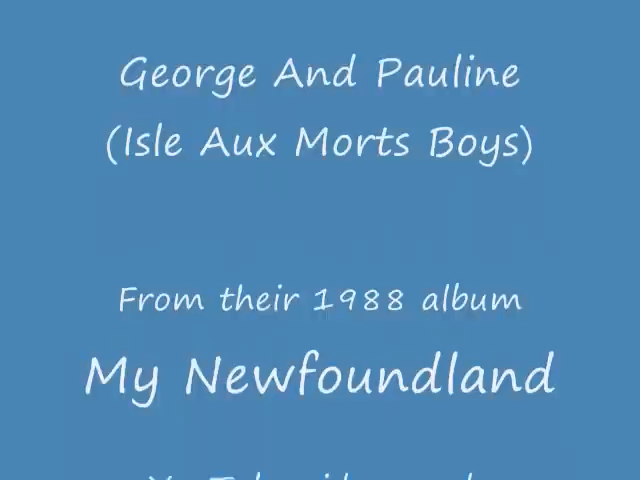 George And Pauline
(Isle Aux Morts Boys)
From their 1988 album
My Newfoundland